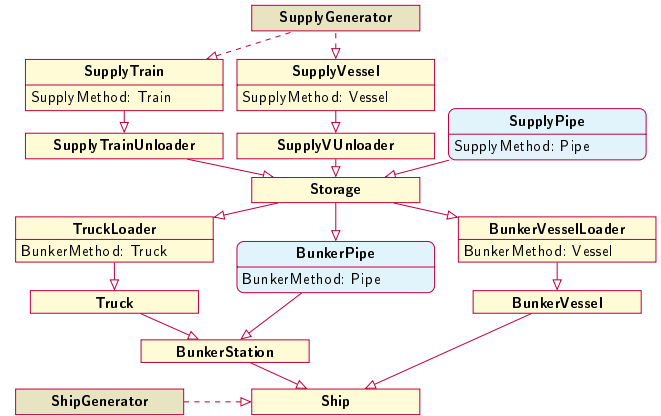 SupplyGenerator
SupplyTrain
SupplyMethod: Train
SupplyVessel
SupplyMethod: Vessel
SupplyPipe
SupplyMethod: Pipe
SupplyTrainUnloader
SupplyVUnloader
Storage
TruckLoader
BunkerMethod: Truck
BunkerPipe
BunkerMethod: Pipe
BunkerVesselLoader
BunkerMethod: Vessel
Truck
BunkerVessel
BunkerStation
ShipGenerator
Ship